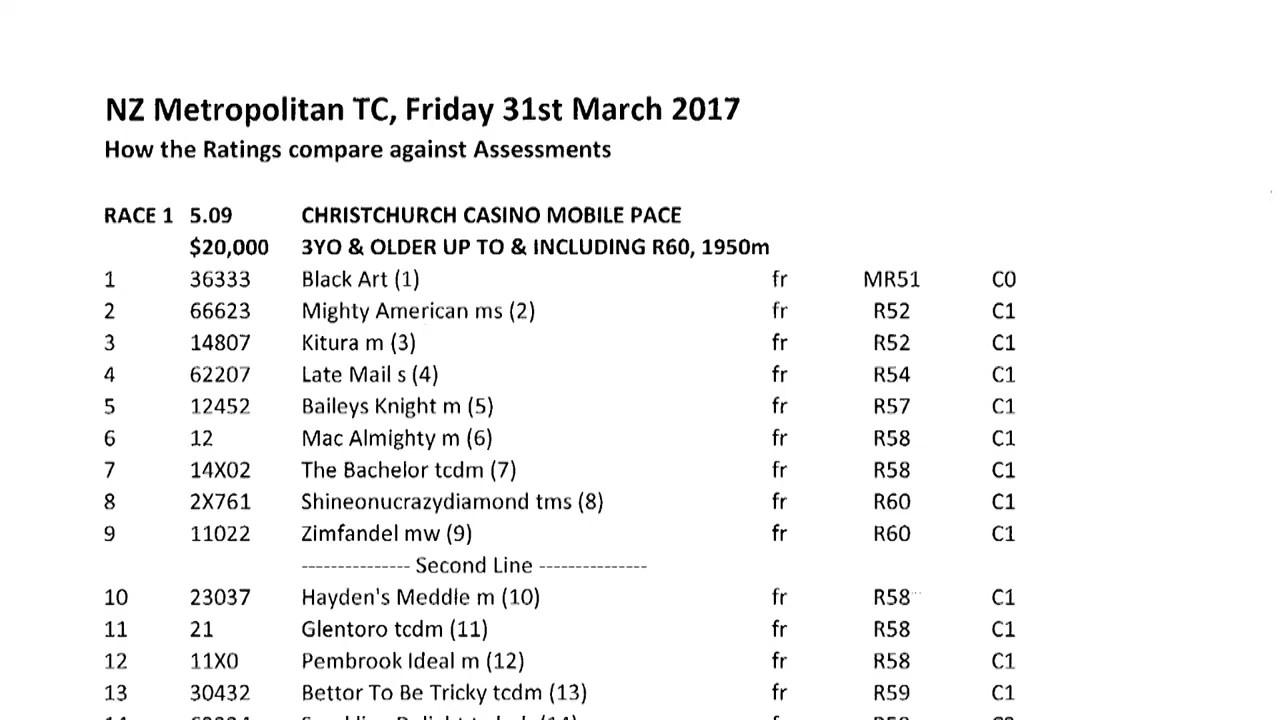 NZ Metropolitan TC, Friday 31st March 2017
How the Ratings compare against Assessments
RACE 1 5.09 CHRISTCHURCH CASINO MOBILE PACE
$20,000 3YO & OLDER UP TO & INCLUDING R60, 1950m
1 36333 Black Art (1) fr MR51 C0
2 66623 Mighty American ms (2) fr R52 C1
3 14807 Kitura m (3) fr R52 C1
4 62207 Late Mail s (4) fr R54 C1
5 12452 Baileys Knight m (5) fr R57 C1
6 12 Mac Almighty m (6) fr R58 C1
7 14X02 The Bachelor tcdm (7) fr R58 C1
8 2X761 Shineonucrazydiamond tms (8) fr R60 C1
9 11022 Zimfandel mw (9) fr R60 C1
--------------- Second Line ---------------
10 23037 Hayden's Meddle m (10) fr R58 C1
11 21 Glentoro tcdm (11) fr R58 C1
12 11X0 Pembrook Ideal m (12) fr R58 C1
13 30432 Bettor To Be Tricky tcdm (13) fr R59 C1